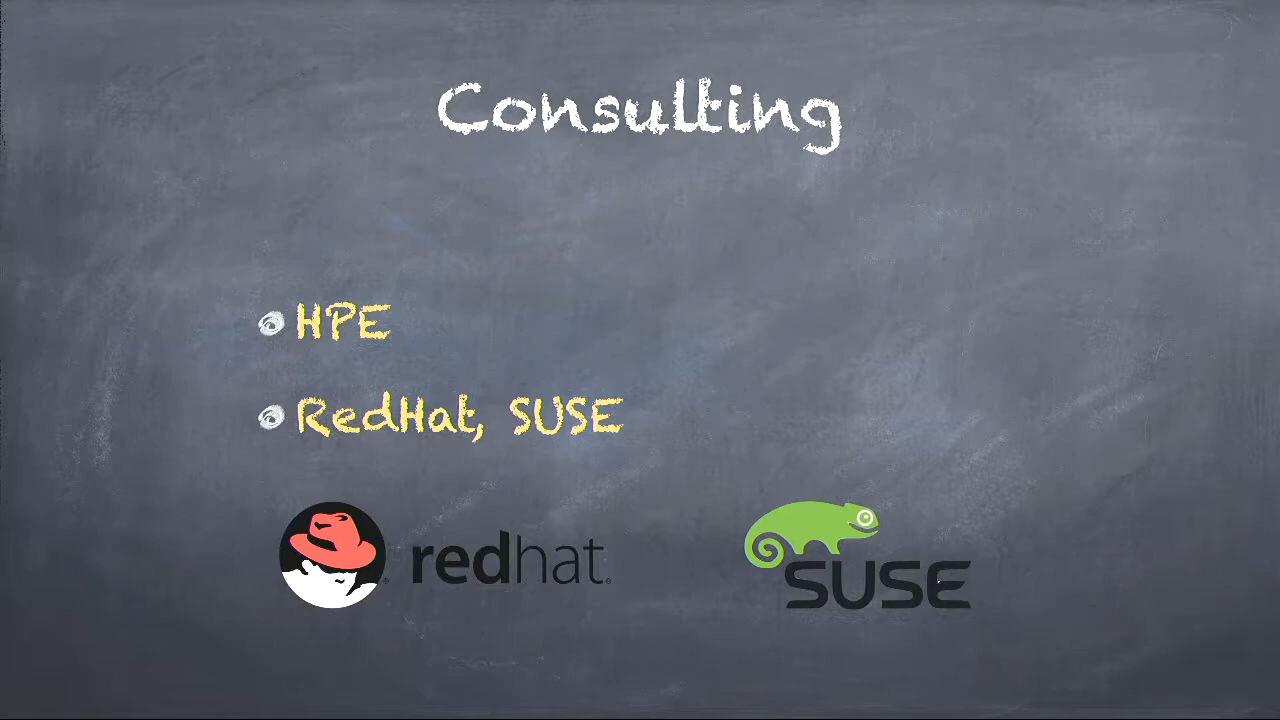 Consulting
HPE
RedHat, SUSE
redhat.
SUSE